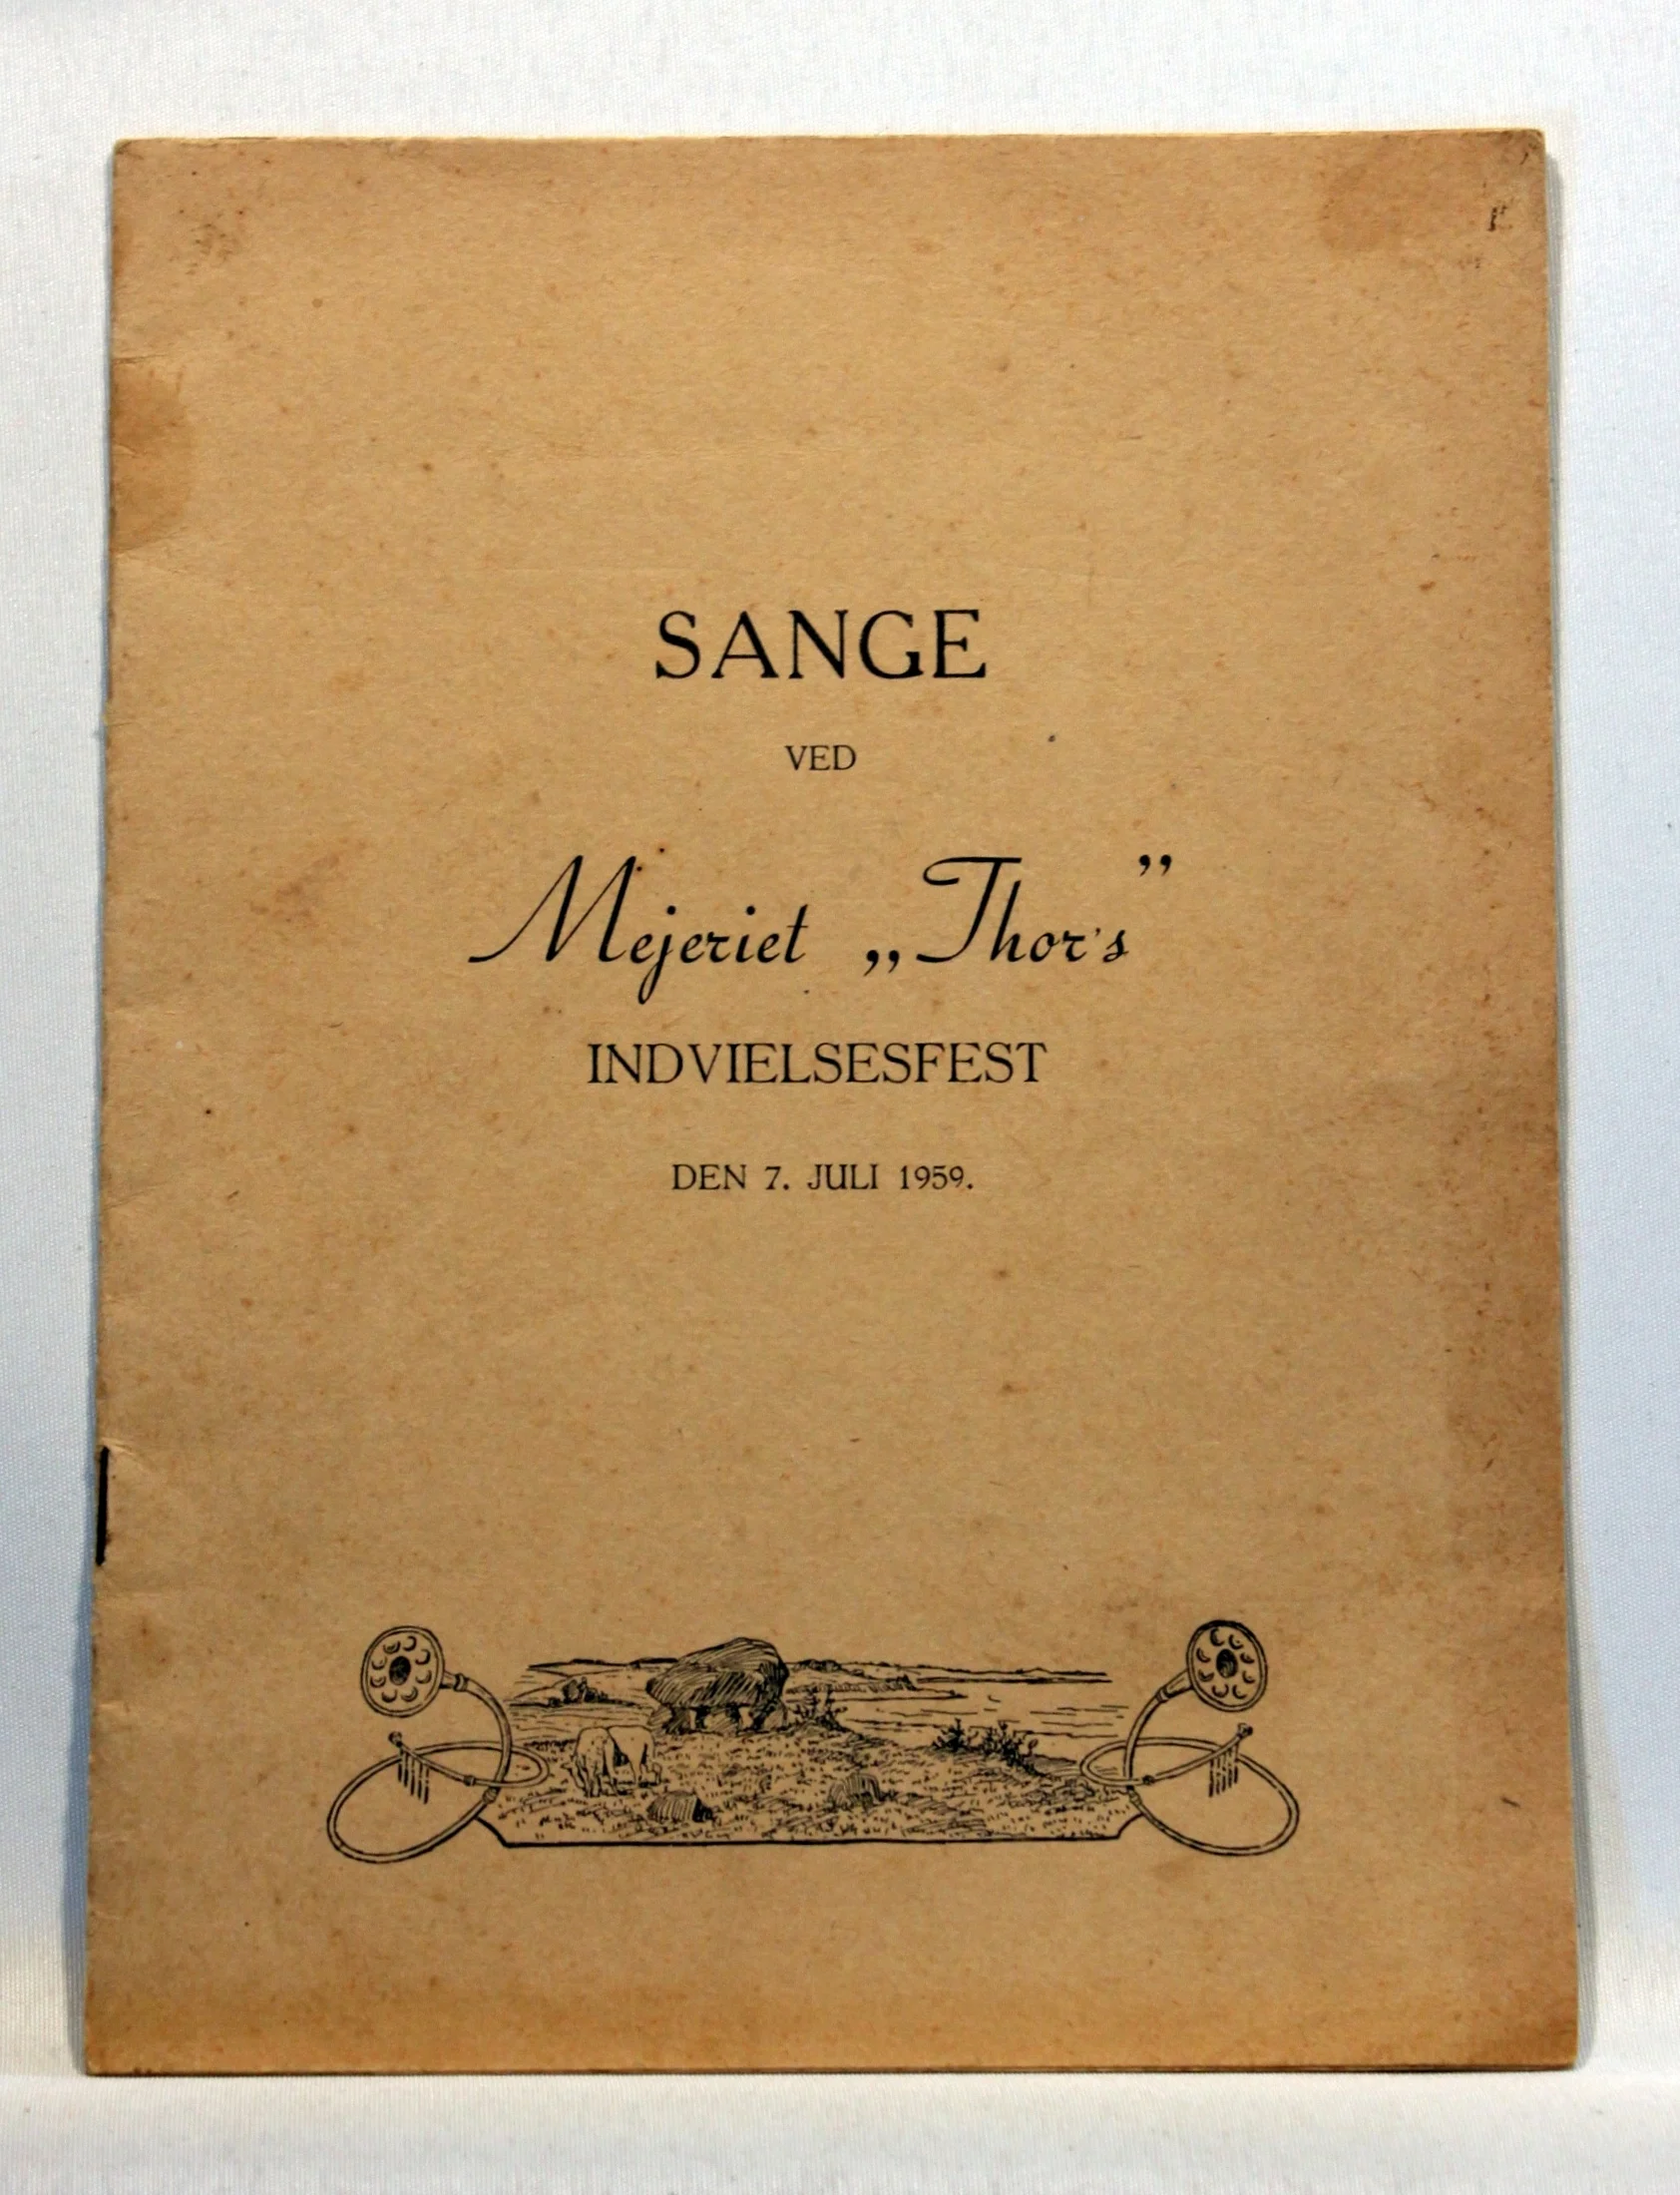 SANGE
VED
Mejeriet „Thor's”
INDVIELSESFEST
DEN 7. JULI 1959.